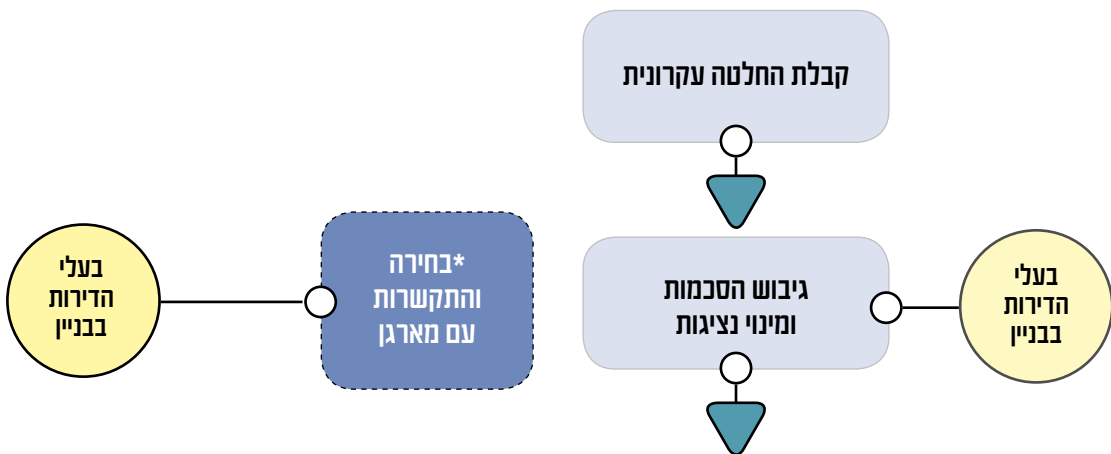 קבלת החלטה עקרונית
בעלי
הדירות
בבניין
גיבוש הסכמות
ומינוי נציגות
*בחירה
והתקשרות
עם מארגן
בעלי
הדירות
בבניין